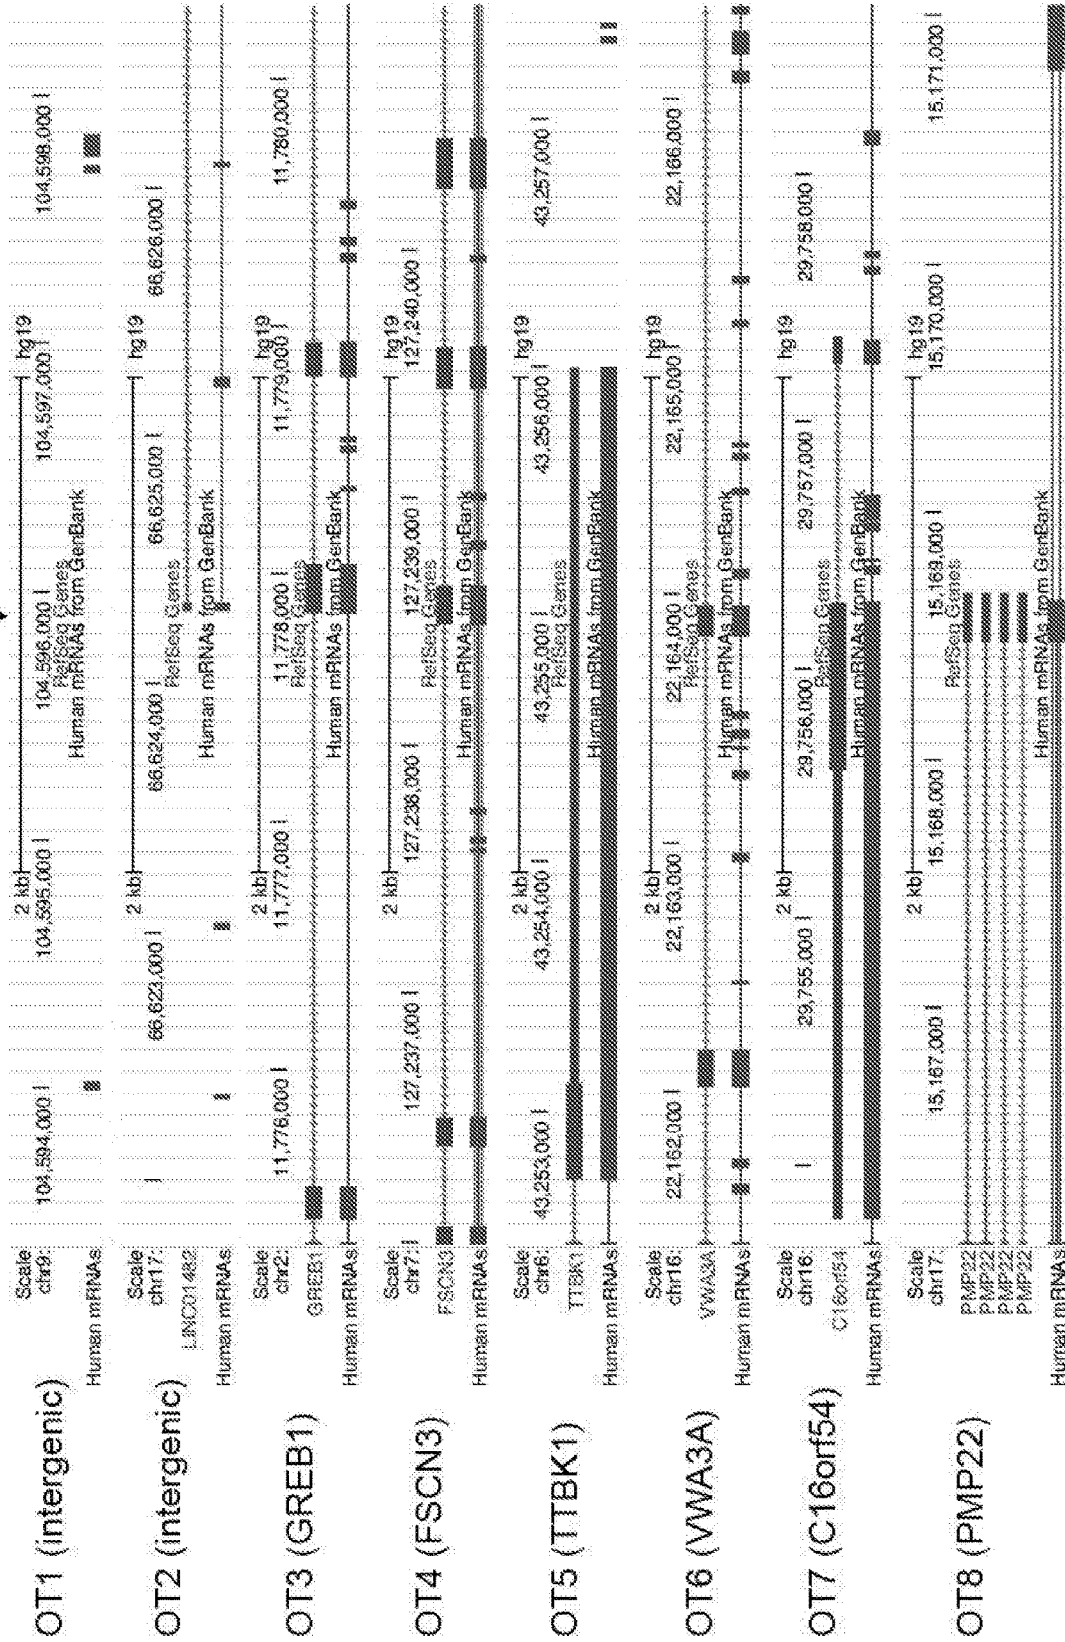 OT1 (intergenic)
Scale
2 kb
hg19
chr9:
104,594,000
104,595,000
104,596,000
104,597,000
104,598,000
RefSeq Genes
Human mRNAs from GenBank
Human mRNAs
OT2 (intergenic)
Scale
2 kb
hg19
chr17:
66,623,000
66,624,000
66,625,000
66,626,000
RefSeq Genes
LINC01482
Human mRNAs from GenBank
Human mRNAs
OT3 (GREB1)
Scale
2 kb
hg19
chr2:
11,776,000
11,777,000
11,778,000
11,779,000
11,780,000
RefSeq Genes
GREB1
Human mRNAs from GenBank
Human mRNAs
OT4 (FSCN3)
Scale
2 kb
hg19
chr7:
127,237,000
127,238,000
127,239,000
127,240,000
RefSeq Genes
FSCN3
Human mRNAs from GenBank
Human mRNAs
OT5 (TTBK1)
Scale
2 kb
hg19
chr6:
43,253,000
43,254,000
43,255,000
43,256,000
43,257,000
RefSeq Genes
TTBK1
Human mRNAs from GenBank
Human mRNAs
OT6 (VWA3A)
Scale
2 kb
hg19
chr16:
22,162,000
22,163,000
22,164,000
22,165,000
22,166,000
RefSeq Genes
VWA3A
Human mRNAs from GenBank
Human mRNAs
OT7 (C16orf54)
Scale
2 kb
hg19
chr16:
29,755,000
29,756,000
29,757,000
29,758,000
RefSeq Genes
C16orf54
Human mRNAs from GenBank
Human mRNAs
OT8 (PMP22)
Scale
2 kb
hg19
chr17:
15,167,000
15,168,000
15,169,000
15,170,000
15,171,000
RefSeq Genes
PMP22
PMP22
PMP22
PMP22
Human mRNAs from GenBank
Human mRNAs